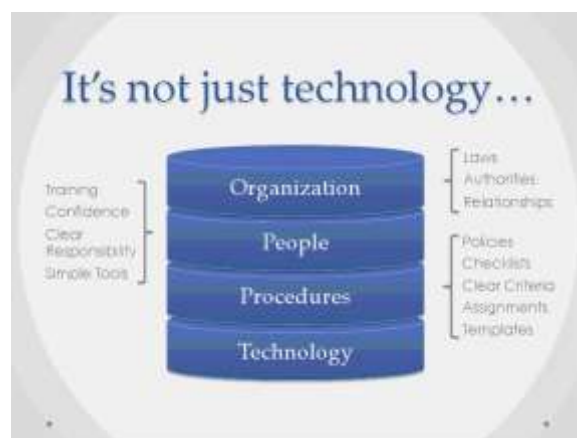 It's not just technology…
Organization
People
Procedures
Technology
Training
Confidence
Clear
Responsibility
Simple Tools
Laws
Authorities
Relationships
Policies
Checklists
Clear Criteria
Assignments
Templates